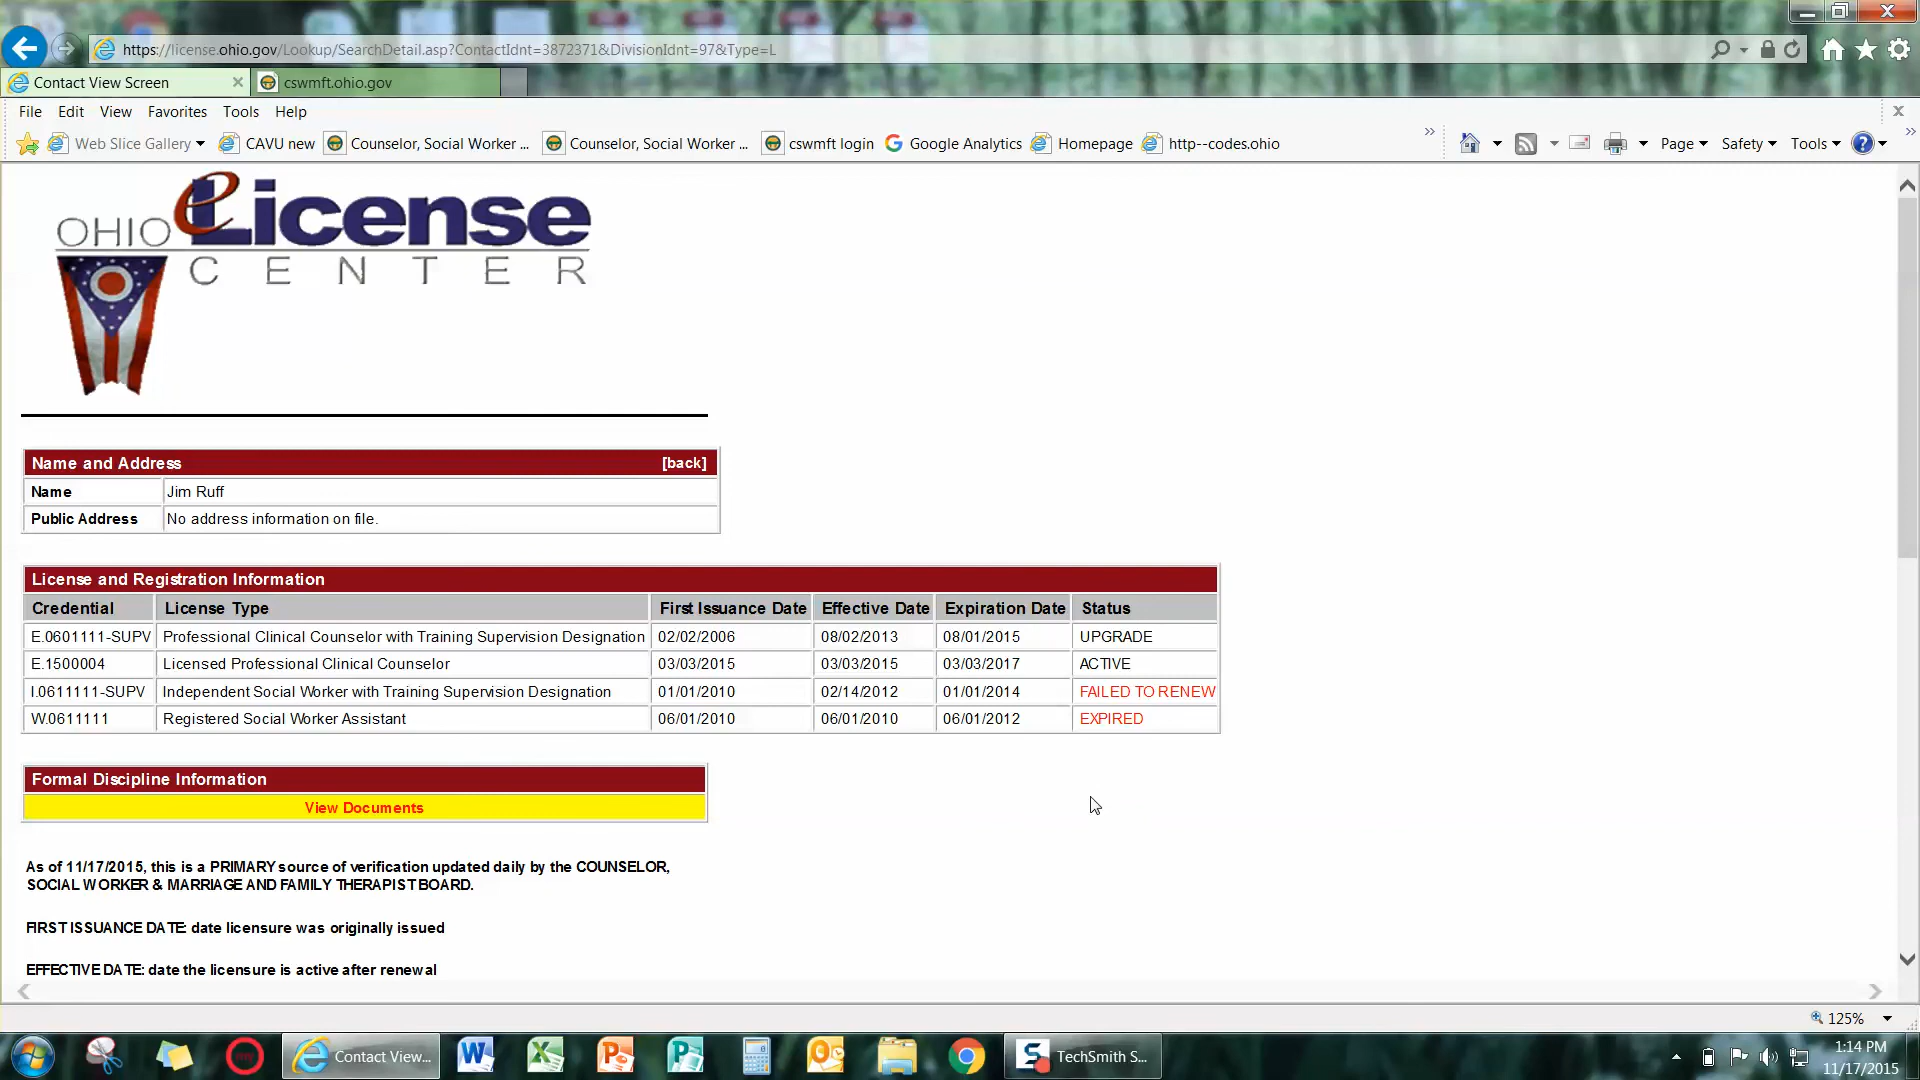 https://license.ohio.gov/Lookup/SearchDetail.asp?ContactIdnt=3872371&DivisionIdnt=97&Type=L
Contact View Screen
cswmft.ohio.gov
File Edit View Favorites Tools Help
Web Slice Gallery CAVU new Counselor, Social Worker ... Counselor, Social Worker ... cswmft login Google Analytics Homepage http--codes.ohio
Page Safety Tools
OHIO eLicense
CENTER
Name and Address [back]
Name Jim Ruff
Public Address No address information on file.
License and Registration Information
Credential License Type First Issuance Date Effective Date Expiration Date Status
E.0601111-SUPV Professional Clinical Counselor with Training Supervision Designation 02/02/2006 08/02/2013 08/01/2015 UPGRADE
E.1500004 Licensed Professional Clinical Counselor 03/03/2015 03/03/2015 03/03/2017 ACTIVE
I.0611111-SUPV Independent Social Worker with Training Supervision Designation 01/01/2010 02/14/2012 01/01/2014 FAILED TO RENEW
W.0611111 Registered Social Worker Assistant 06/01/2010 06/01/2010 06/01/2012 EXPIRED
Formal Discipline Information
View Documents
As of 11/17/2015, this is a PRIMARY source of verification updated daily by the COUNSELOR,
SOCIAL WORKER & MARRIAGE AND FAMILY THERAPIST BOARD.
FIRST ISSUANCE DATE: date licensure was originally issued
EFFECTIVE DATE: date the licensure is active after renewal
125%
Contact View...
TechSmith S...
1:14 PM
11/17/2015